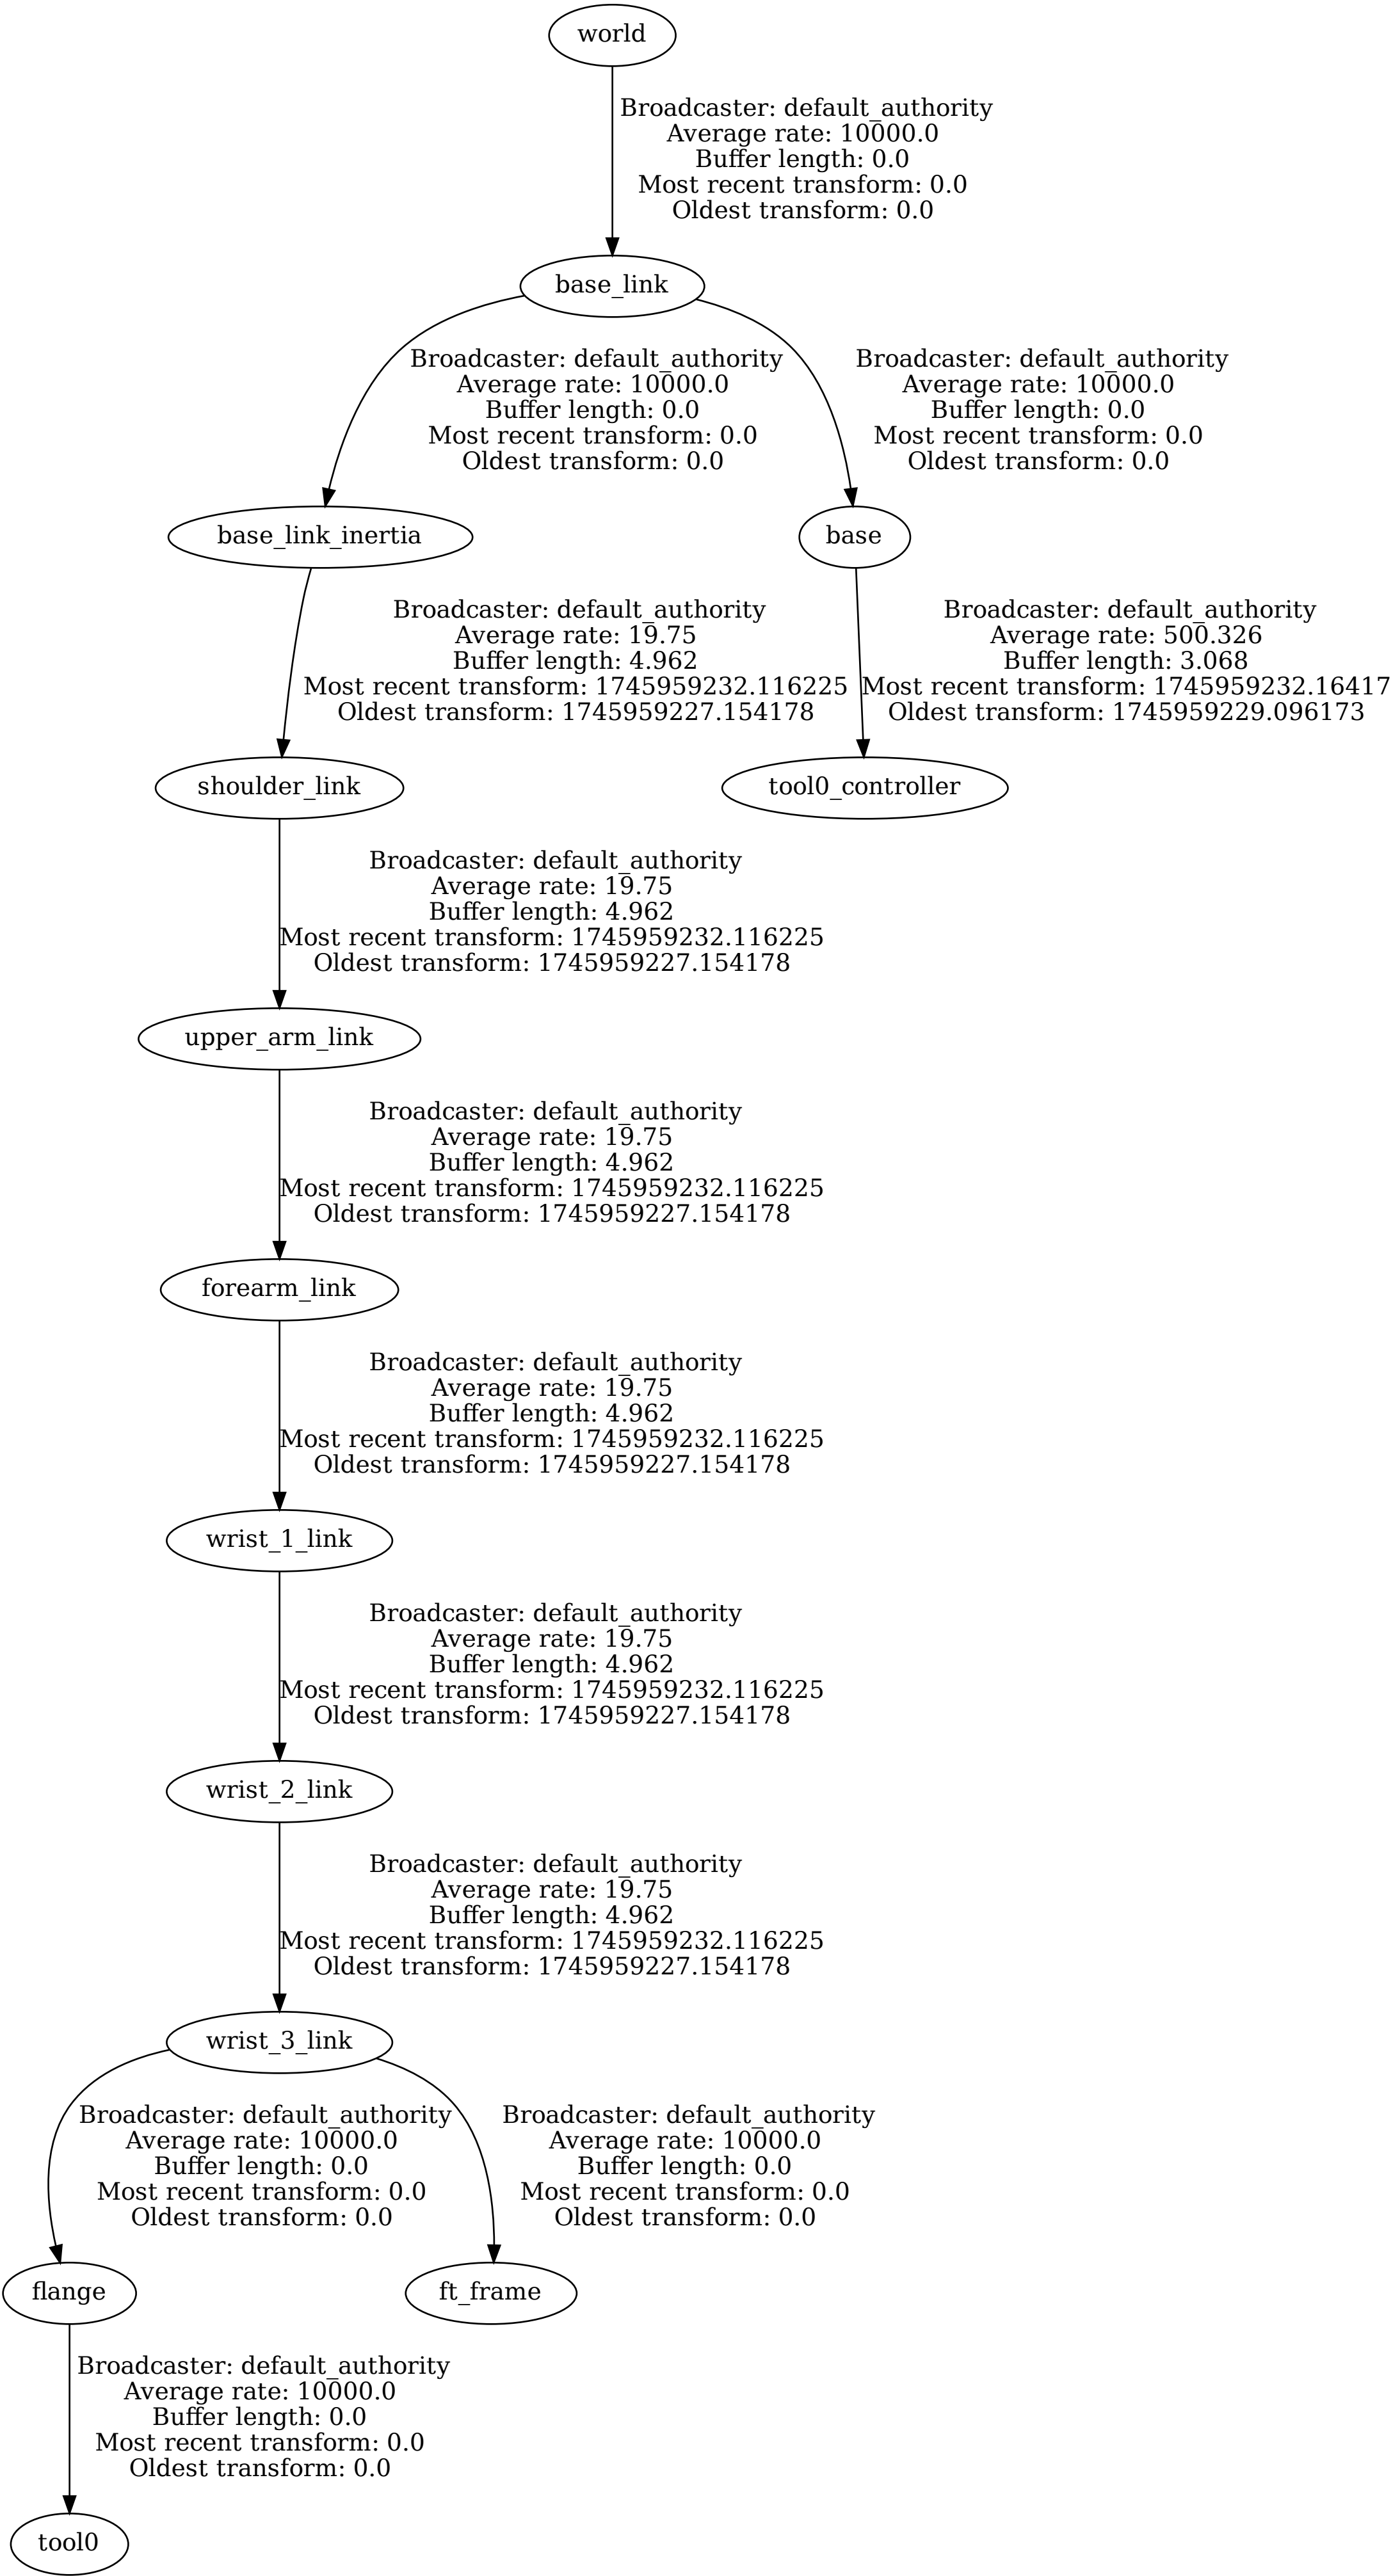 world
Broadcaster: default_authority
Average rate: 10000.0
Buffer length: 0.0
Most recent transform: 0.0
Oldest transform: 0.0
base_link
Broadcaster: default_authority
Average rate: 10000.0
Buffer length: 0.0
Most recent transform: 0.0
Oldest transform: 0.0
Broadcaster: default_authority
Average rate: 10000.0
Buffer length: 0.0
Most recent transform: 0.0
Oldest transform: 0.0
base_link_inertia
base
Broadcaster: default_authority
Average rate: 19.75
Buffer length: 4.962
Most recent transform: 1745959232.116225
Oldest transform: 1745959227.154178
Broadcaster: default_authority
Average rate: 500.326
Buffer length: 3.068
Most recent transform: 1745959232.16417
Oldest transform: 1745959229.096173
shoulder_link
tool0_controller
Broadcaster: default_authority
Average rate: 19.75
Buffer length: 4.962
Most recent transform: 1745959232.116225
Oldest transform: 1745959227.154178
upper_arm_link
Broadcaster: default_authority
Average rate: 19.75
Buffer length: 4.962
Most recent transform: 1745959232.116225
Oldest transform: 1745959227.154178
forearm_link
Broadcaster: default_authority
Average rate: 19.75
Buffer length: 4.962
Most recent transform: 1745959232.116225
Oldest transform: 1745959227.154178
wrist_1_link
Broadcaster: default_authority
Average rate: 19.75
Buffer length: 4.962
Most recent transform: 1745959232.116225
Oldest transform: 1745959227.154178
wrist_2_link
Broadcaster: default_authority
Average rate: 19.75
Buffer length: 4.962
Most recent transform: 1745959232.116225
Oldest transform: 1745959227.154178
wrist_3_link
Broadcaster: default_authority
Average rate: 10000.0
Buffer length: 0.0
Most recent transform: 0.0
Oldest transform: 0.0
Broadcaster: default_authority
Average rate: 10000.0
Buffer length: 0.0
Most recent transform: 0.0
Oldest transform: 0.0
flange
ft_frame
Broadcaster: default_authority
Average rate: 10000.0
Buffer length: 0.0
Most recent transform: 0.0
Oldest transform: 0.0
tool0